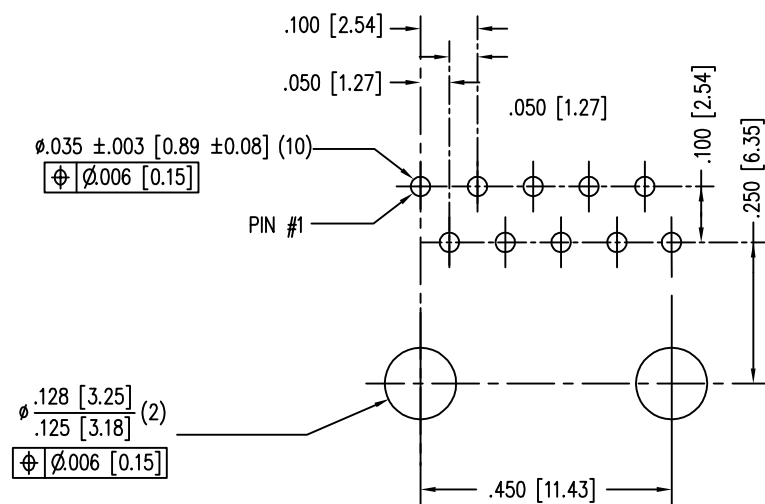 .100 [2.54]
.050 [1.27]
.050 [1.27]
.100 [2.54]
.250 [6.35]
ø.035 ±.003 [0.89 ±0.08] (10)
⌖ Ø.006 [0.15]
PIN #1
ø .128 [3.25]
.125 [3.18] (2)
⌖ Ø.006 [0.15]
.450 [11.43]